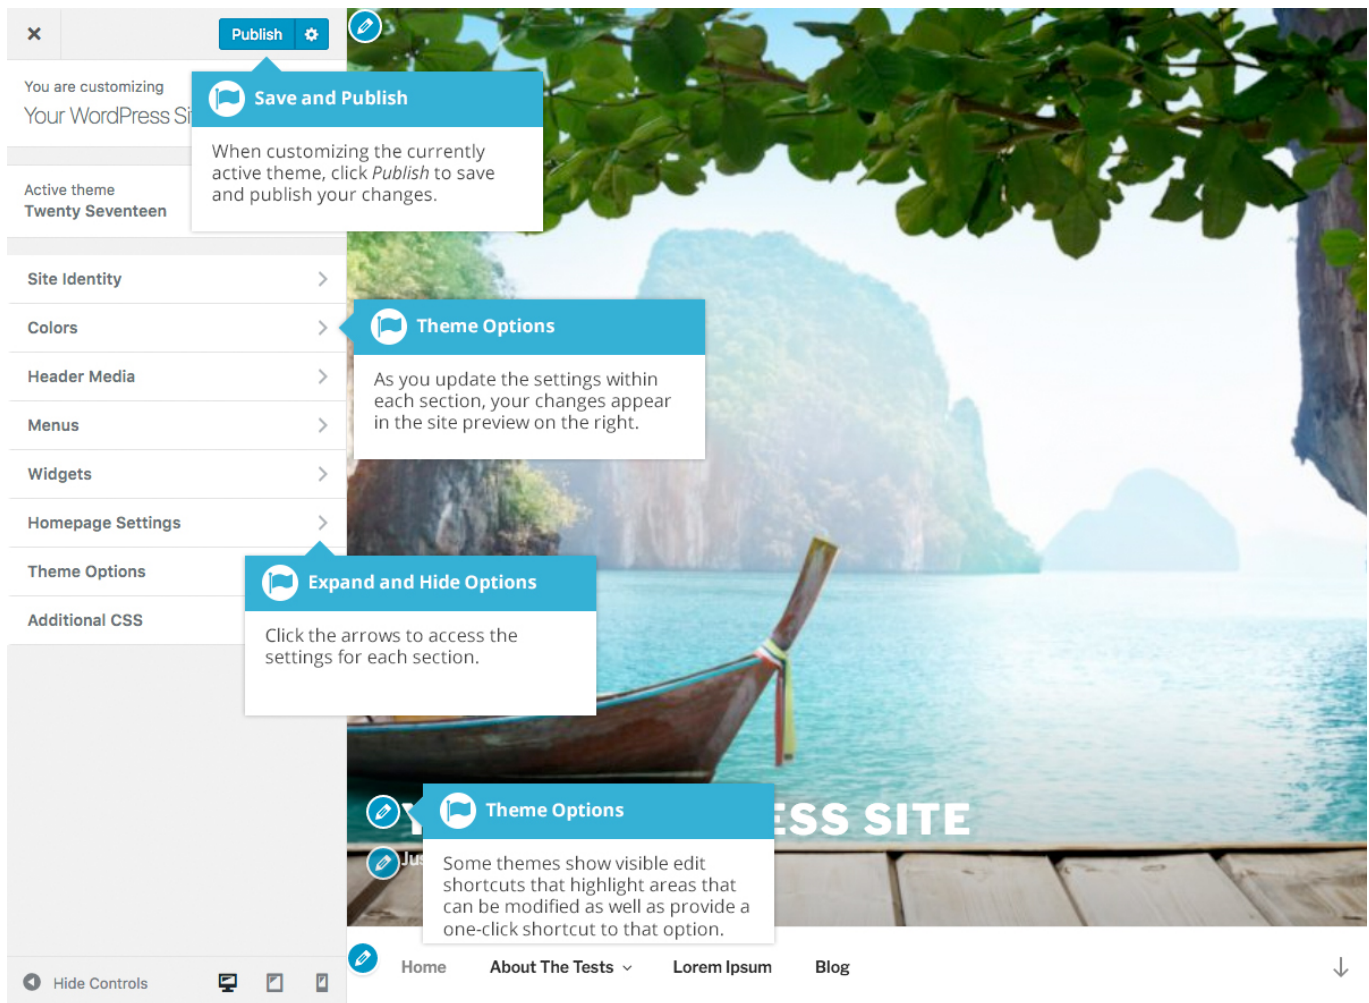 Publish
You are customizing
Your WordPress
Save and Publish
When customizing the currently
active theme, click Publish to save
and publish your changes.
Active theme
Twenty Seventeen
Site Identity
Colors
Header Media
Menus
Widgets
Homepage Settings
Theme Options
Additional CSS
Theme Options
As you update the settings within
each section, your changes appear
in the site preview on the right.
Expand and Hide Options
Click the arrows to access the
settings for each section.
ESS SITE
Theme Options
Some themes show visible edit
shortcuts that highlight areas that
can be modified as well as provide a
one-click shortcut to that option.
Home
About The Tests
Lorem Ipsum
Blog
Hide Controls